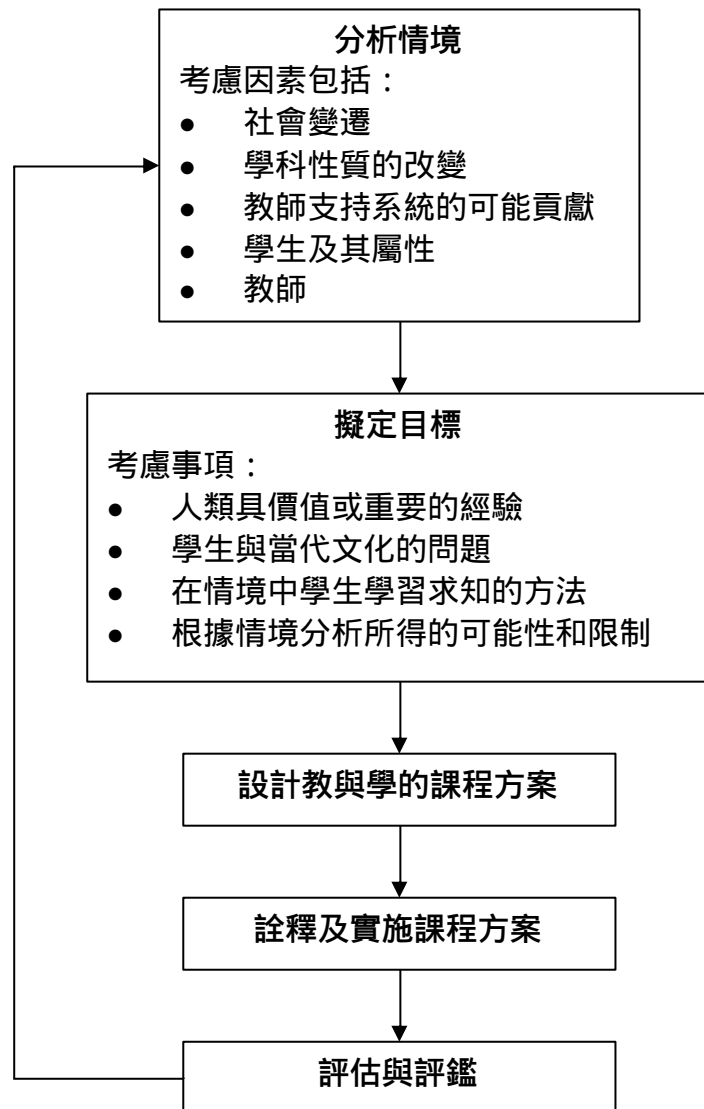 分析情境
考慮因素包括：
● 社會變遷
● 學科性質的改變
● 教師支持系統的可能貢獻
● 學生及其屬性
● 教師
擬定目標
考慮事項：
● 人類具價值或重要的經驗
● 學生與當代文化的問題
● 在情境中學生學習求知的方法
● 根據情境分析所得的可能性和限制
設計教與學的課程方案
詮釋及實施課程方案
評估與評鑑